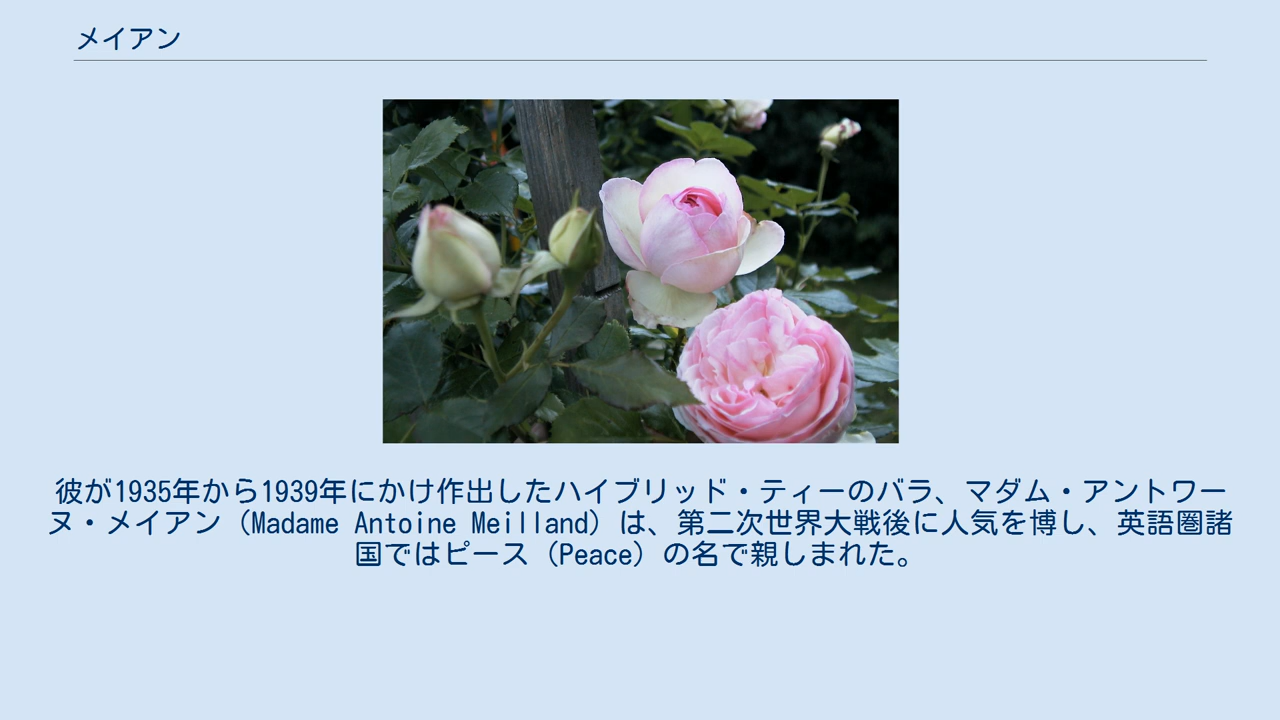 メイアン
彼が1935年から1939年にかけ作出したハイブリッド・ティーのバラ、マダム・アントワー
ヌ・メイアン（Madame Antoine Meilland）は、第二次世界大戦後に人気を博し、英語圏諸
国ではピース（Peace）の名で親しまれた。